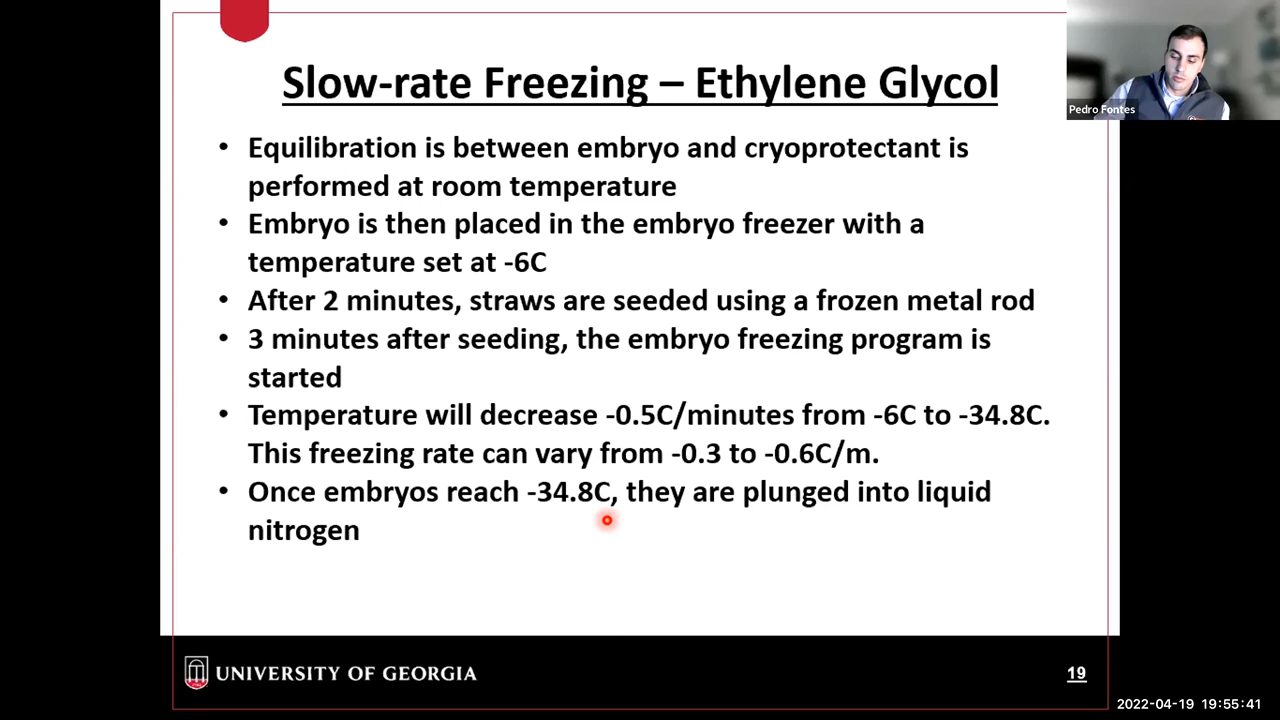 Slow-rate Freezing – Ethylene Glycol
Pedro Fontes
• Equilibration is between embryo and cryoprotectant is
performed at room temperature
• Embryo is then placed in the embryo freezer with a
temperature set at -6C
• After 2 minutes, straws are seeded using a frozen metal rod
• 3 minutes after seeding, the embryo freezing program is
started
• Temperature will decrease -0.5C/minutes from -6C to -34.8C.
This freezing rate can vary from -0.3 to -0.6C/m.
• Once embryos reach -34.8C, they are plunged into liquid
nitrogen
UNIVERSITY OF GEORGIA
19
2022-04-19 19:55:41